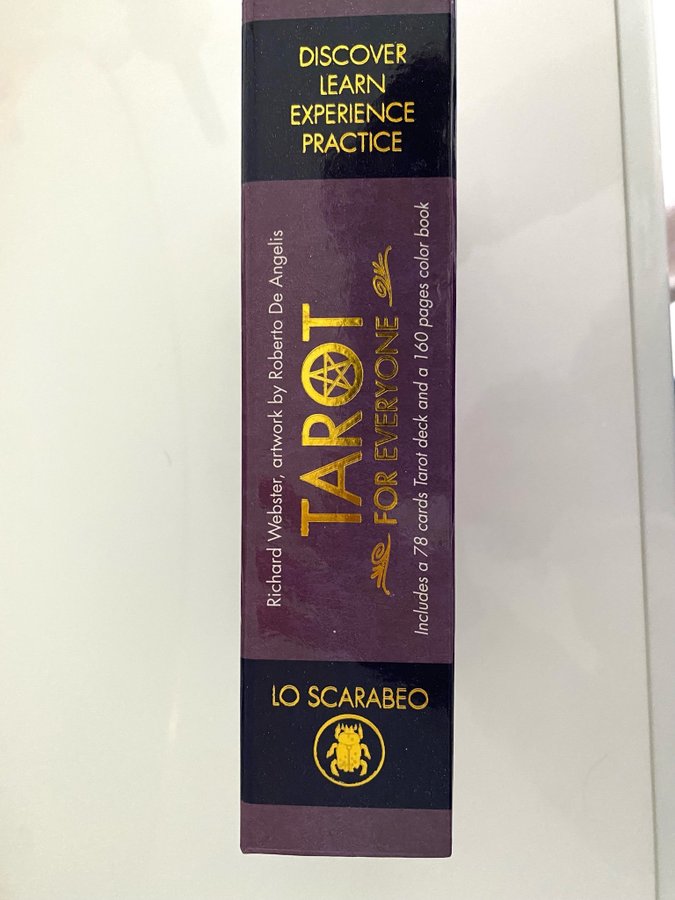 DISCOVER
LEARN
EXPERIENCE
PRACTICE
Richard Webster, artwork by Roberto De Angelis
TAROT
FOR EVERYONE
Includes a 78 cards Tarot deck and a 160 pages color book
LO SCARABEO